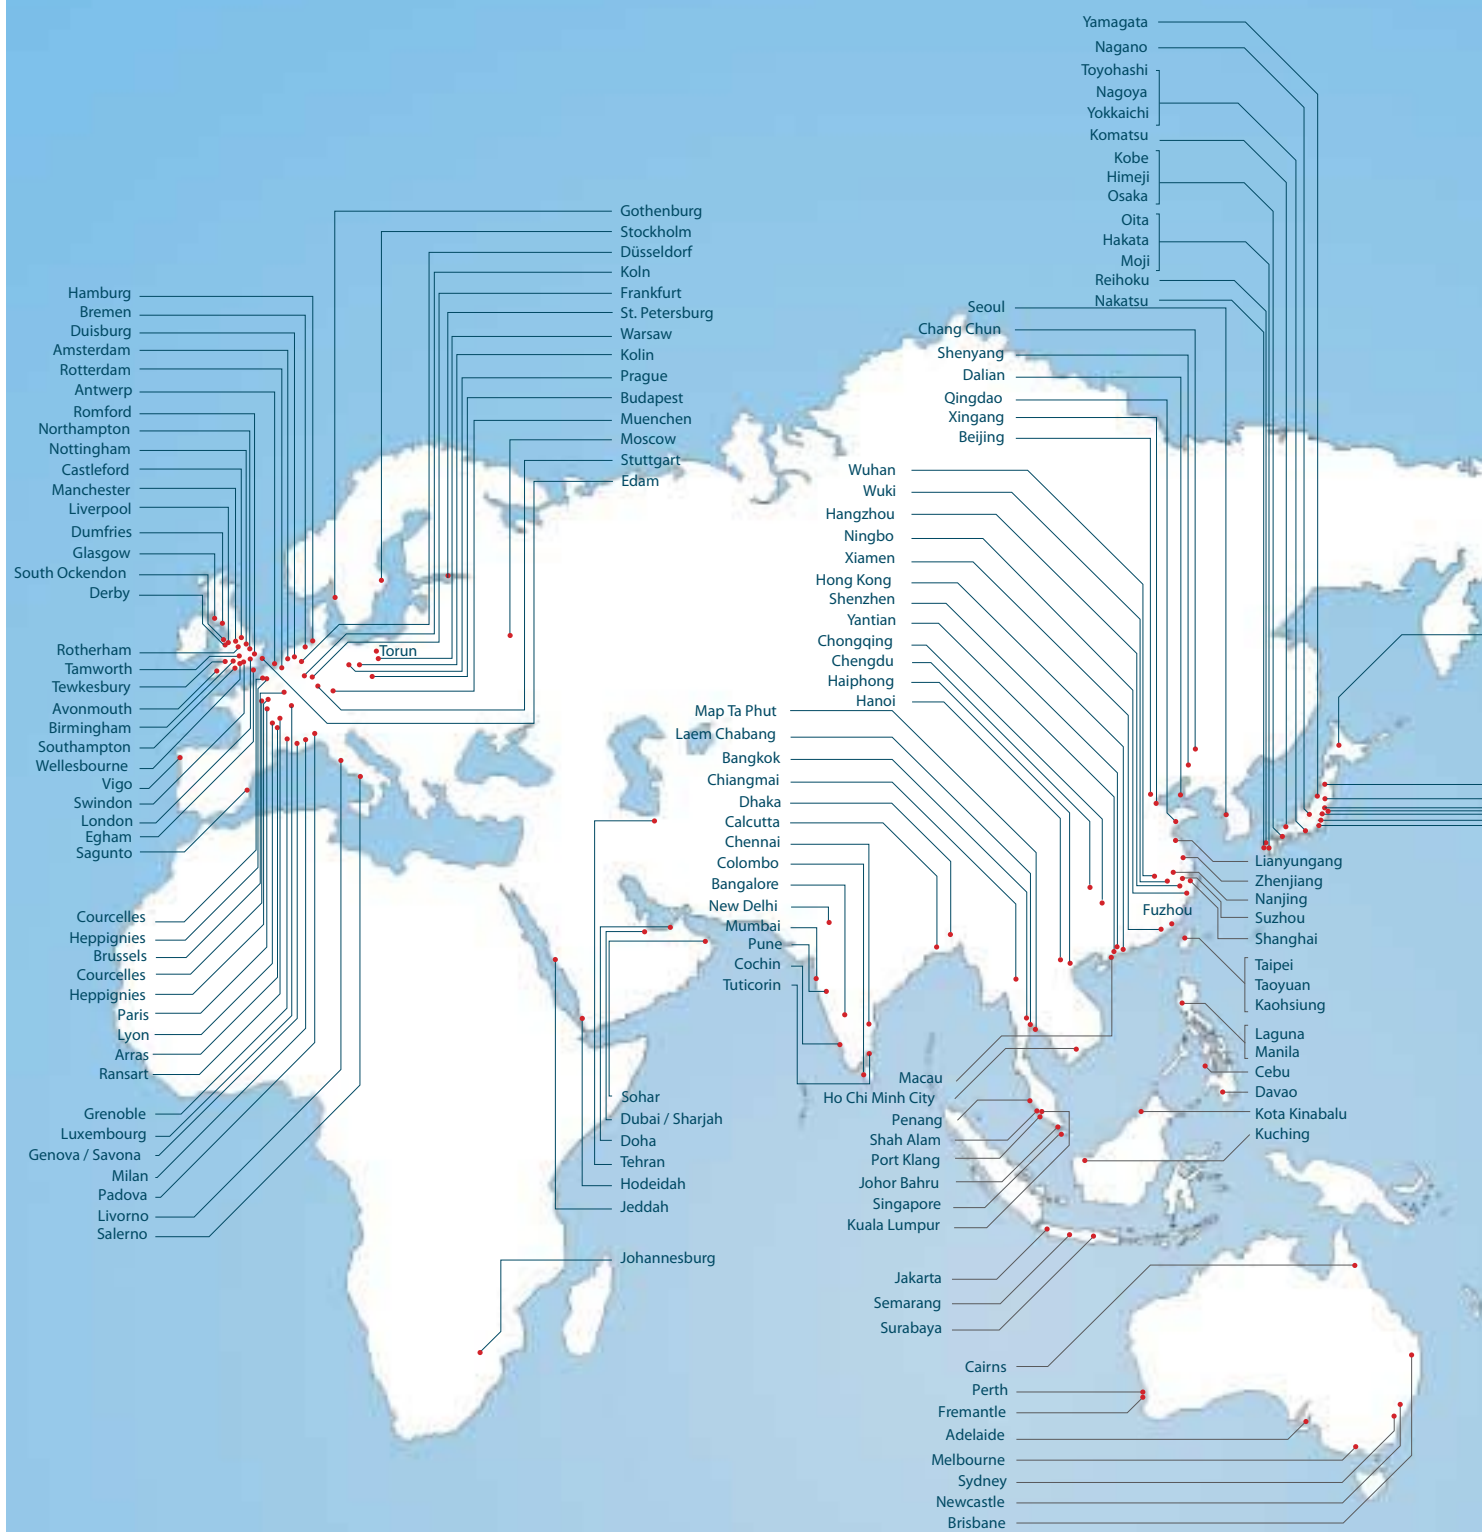 Yamagata
Nagano
Toyohashi
Nagoya
Yokkaichi
Komatsu
Kobe
Himeji
Osaka
Oita
Hakata
Moji
Reihoku
Nakatsu
Gothenburg
Stockholm
Düsseldorf
Koln
Frankfurt
St. Petersburg
Warsaw
Kolin
Prague
Budapest
Muenchen
Moscow
Stuttgart
Edam
Hamburg
Bremen
Duisburg
Amsterdam
Rotterdam
Antwerp
Romford
Northampton
Nottingham
Castleford
Manchester
Liverpool
Dumfries
Glasgow
South Ockendon
Derby
Rotherham
Tamworth
Tewkesbury
Avonmouth
Birmingham
Southampton
Wellesbourne
Vigo
Swindon
London
Egham
Sagunto
Torun
Courcelles
Heppignies
Brussels
Courcelles
Heppignies
Paris
Lyon
Arras
Ransart
Grenoble
Luxembourg
Genova / Savona
Milan
Padova
Livorno
Salerno
Seoul
Chang Chun
Shenyang
Dalian
Qingdao
Xingang
Beijing
Wuhan
Wuki
Hangzhou
Ningbo
Xiamen
Hong Kong
Shenzhen
Yantian
Chongqing
Chengdu
Haiphong
Hanoi
Map Ta Phut
Laem Chabang
Bangkok
Chiangmai
Dhaka
Calcutta
Chennai
Colombo
Bangalore
New Delhi
Mumbai
Pune
Cochin
Tuticorin
Sohar
Dubai / Sharjah
Doha
Tehran
Hodeidah
Jeddah
Johannesburg
Lianyungang
Zhenjiang
Nanjing
Suzhou
Fuzhou
Shanghai
Taipei
Taoyuan
Kaohsiung
Laguna
Manila
Cebu
Davao
Kota Kinabalu
Kuching
Macau
Ho Chi Minh City
Penang
Shah Alam
Port Klang
Johor Bahru
Singapore
Kuala Lumpur
Jakarta
Semarang
Surabaya
Cairns
Perth
Fremantle
Adelaide
Melbourne
Sydney
Newcastle
Brisbane